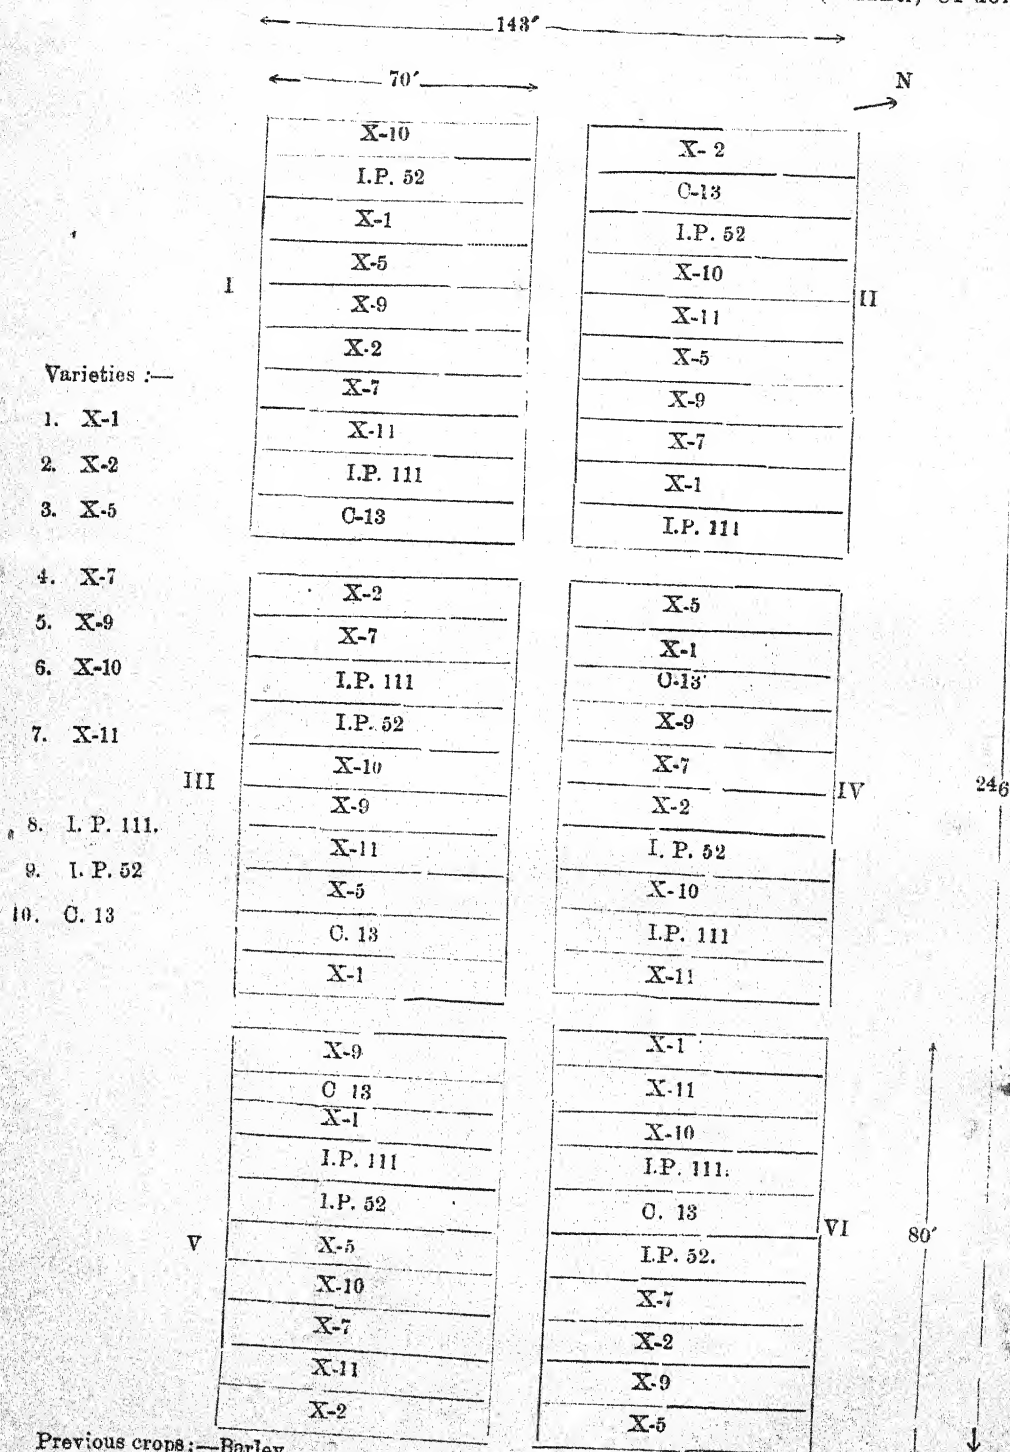 143′
70′
N
X-10
I.P. 52
X-1
X-5
I
X-9
X-2
X-7
X-11
I.P. 111
C-13
X- 2
C-13
I.P. 52
X-10
II
X-11
X-5
X-9
X-7
X-1
I.P. 111
Varieties :—
1. X-1
2. X-2
3. X-5
4. X-7
5. X-9
6. X-10
7. X-11
8. I. P. 111.
9. I. P. 52
10. C. 13
X-2
X-7
I.P. 111
I.P. 52
X-10
III
X-9
X-11
X-5
C. 13
X-1
X-5
X-1
C-13
X-9
X-7
IV
X-2
I. P. 52
X-10
I.P. 111
X-11
246
X-9
C 13
X-1
I.P. 111
I.P. 52
V
X-5
X-10
X-7
X-11
X-2
X-1
X-11
X-10
I.P. 111.
C. 13
VI
I.P. 52.
X-7
X-2
X-9
X-5
80′
Previous crops:—Barley